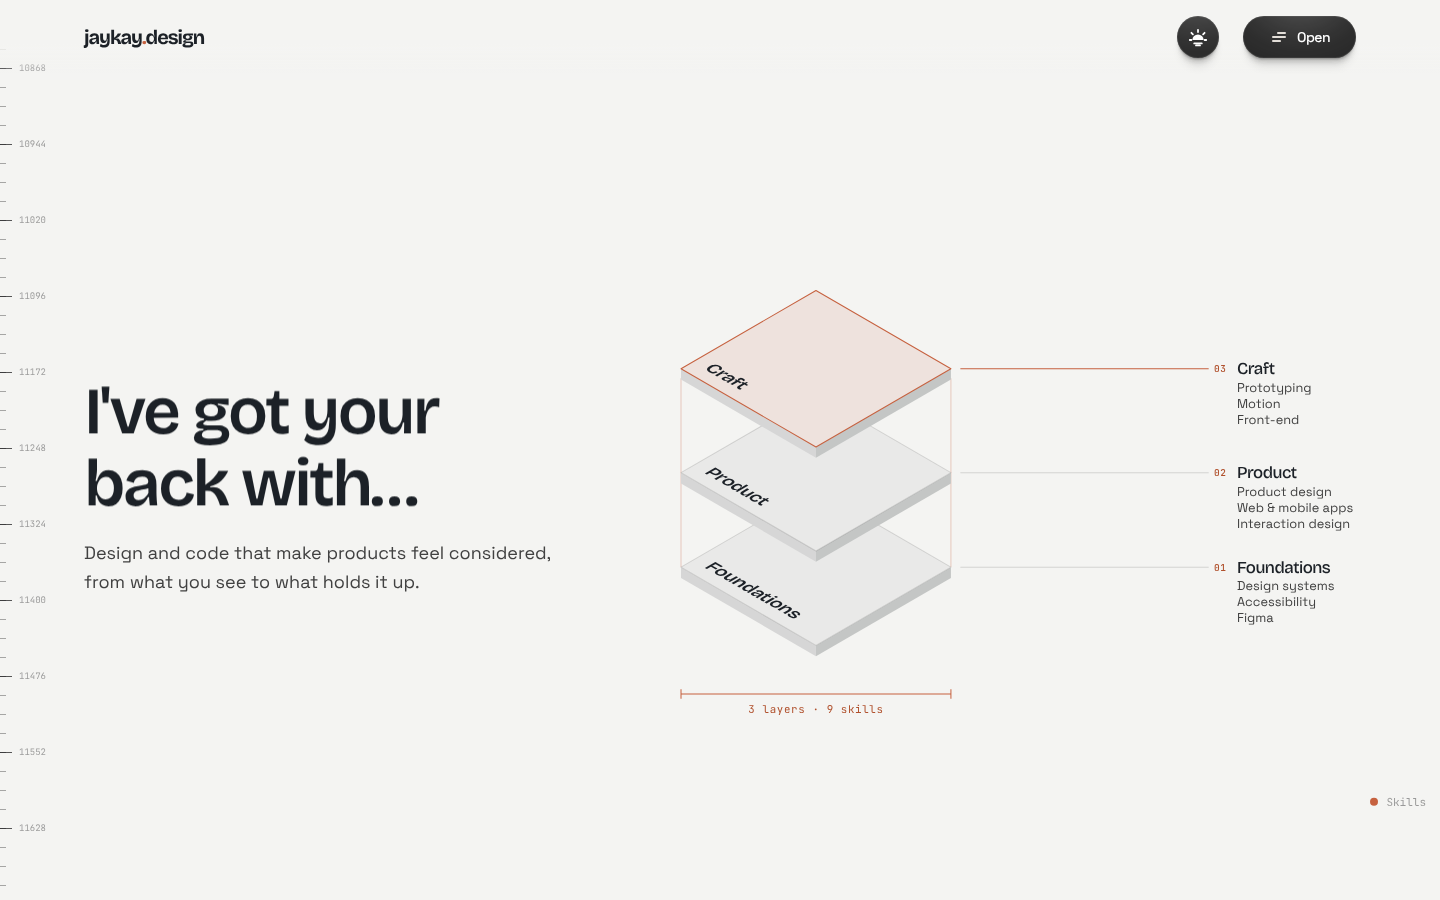 jaykay.design
Open
10868
10944
11020
11096
11172
11248
11324
11400
11476
11552
11628
I've got your
back with...
Design and code that make products feel considered,
from what you see to what holds it up.
Craft
Product
Foundations
03 Craft
Prototyping
Motion
Front-end
02 Product
Product design
Web & mobile apps
Interaction design
01 Foundations
Design systems
Accessibility
Figma
3 layers · 9 skills
Skills